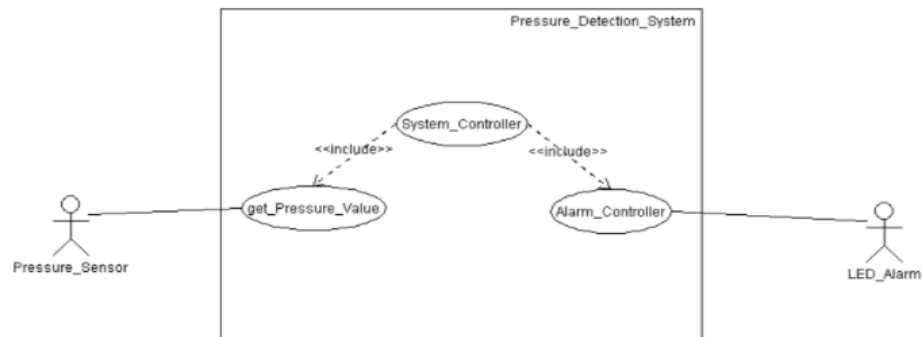 Pressure_Detection_System
System_Controller
<<include>>
<<include>>
get_Pressure_Value
Alarm_Controller
Pressure_Sensor
LED_Alarm